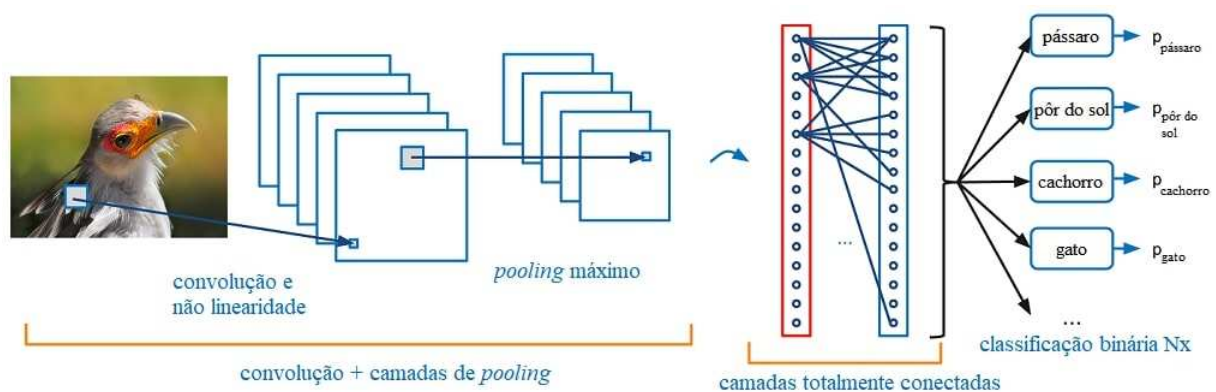 convolução e
não linearidade
pooling máximo
convolução + camadas de pooling
...
camadas totalmente conectadas
pássaro
p pássaro
pôr do sol
p pôr do
sol
cachorro
p cachorro
gato
p gato
...
classificação binária Nx